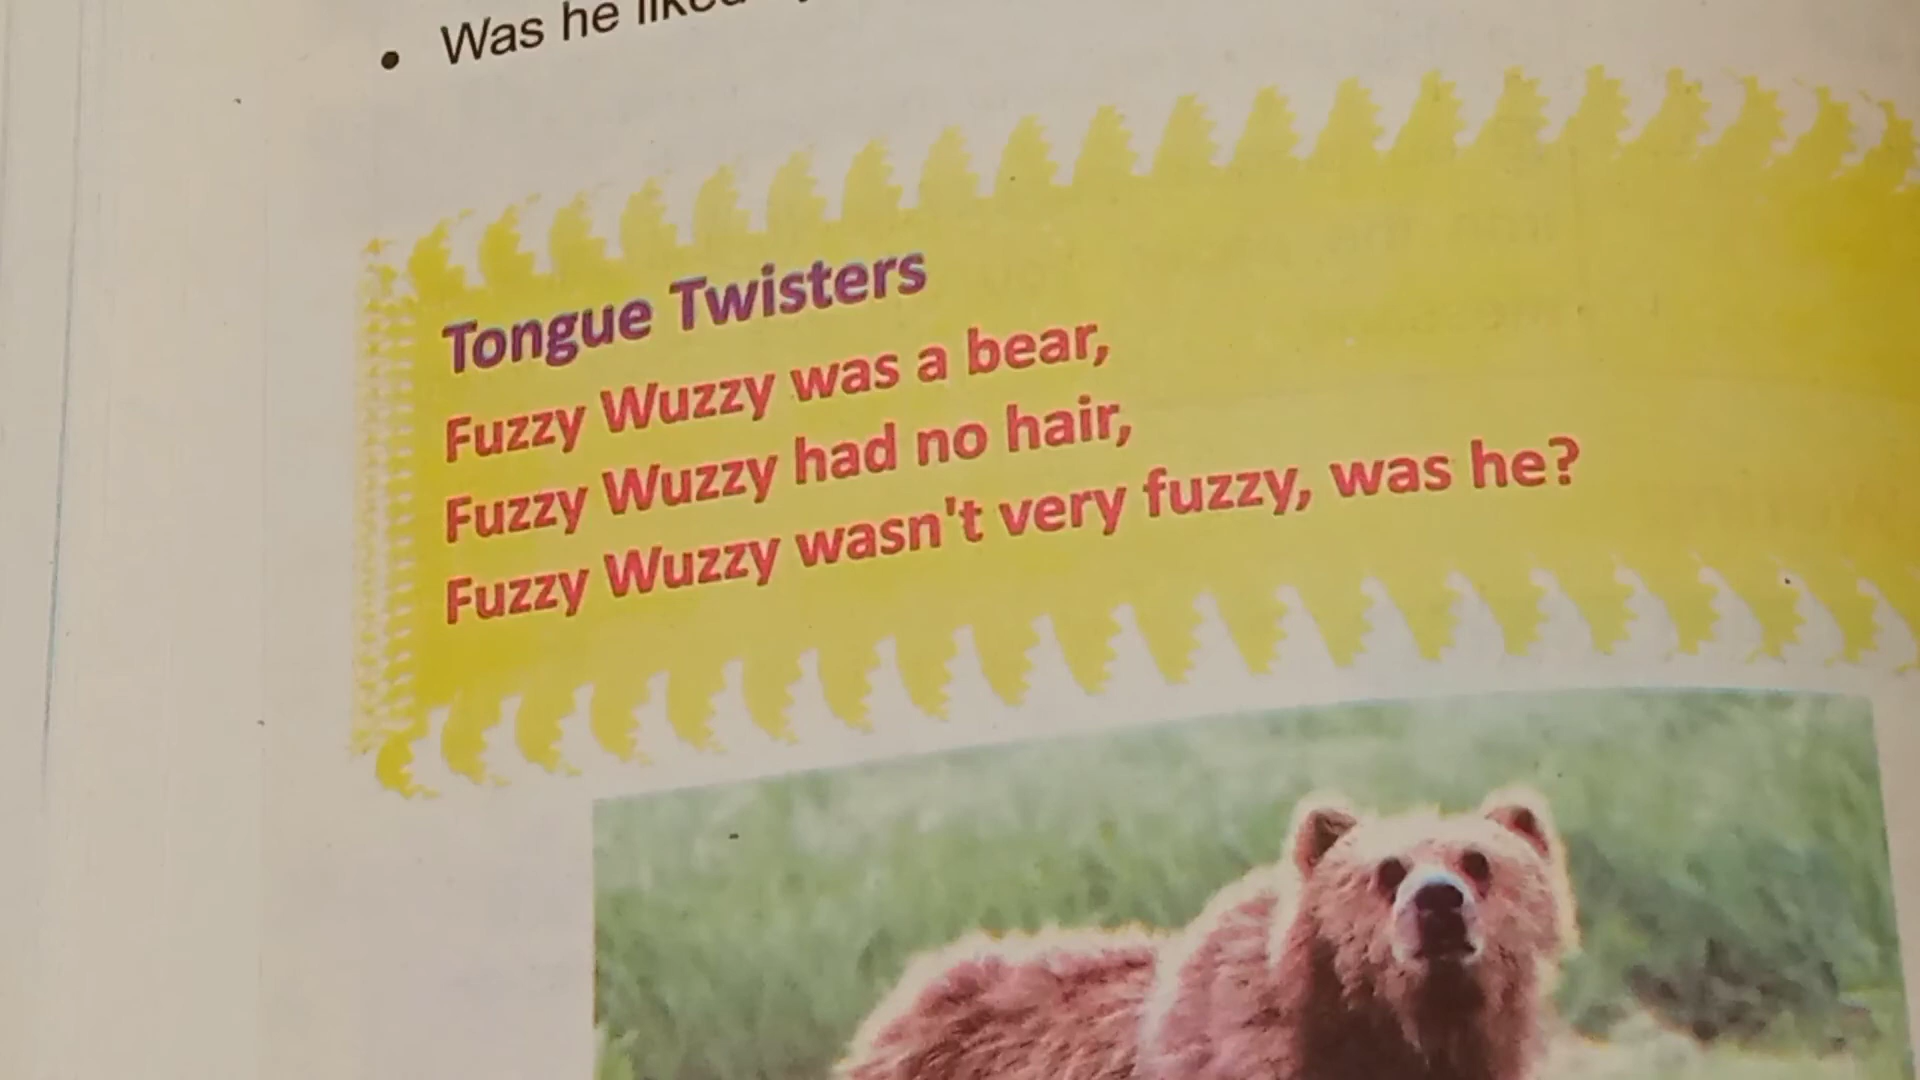 • Was he liked
Tongue Twisters
Fuzzy Wuzzy was a bear,
Fuzzy Wuzzy had no hair,
Fuzzy Wuzzy wasn't very fuzzy, was he?